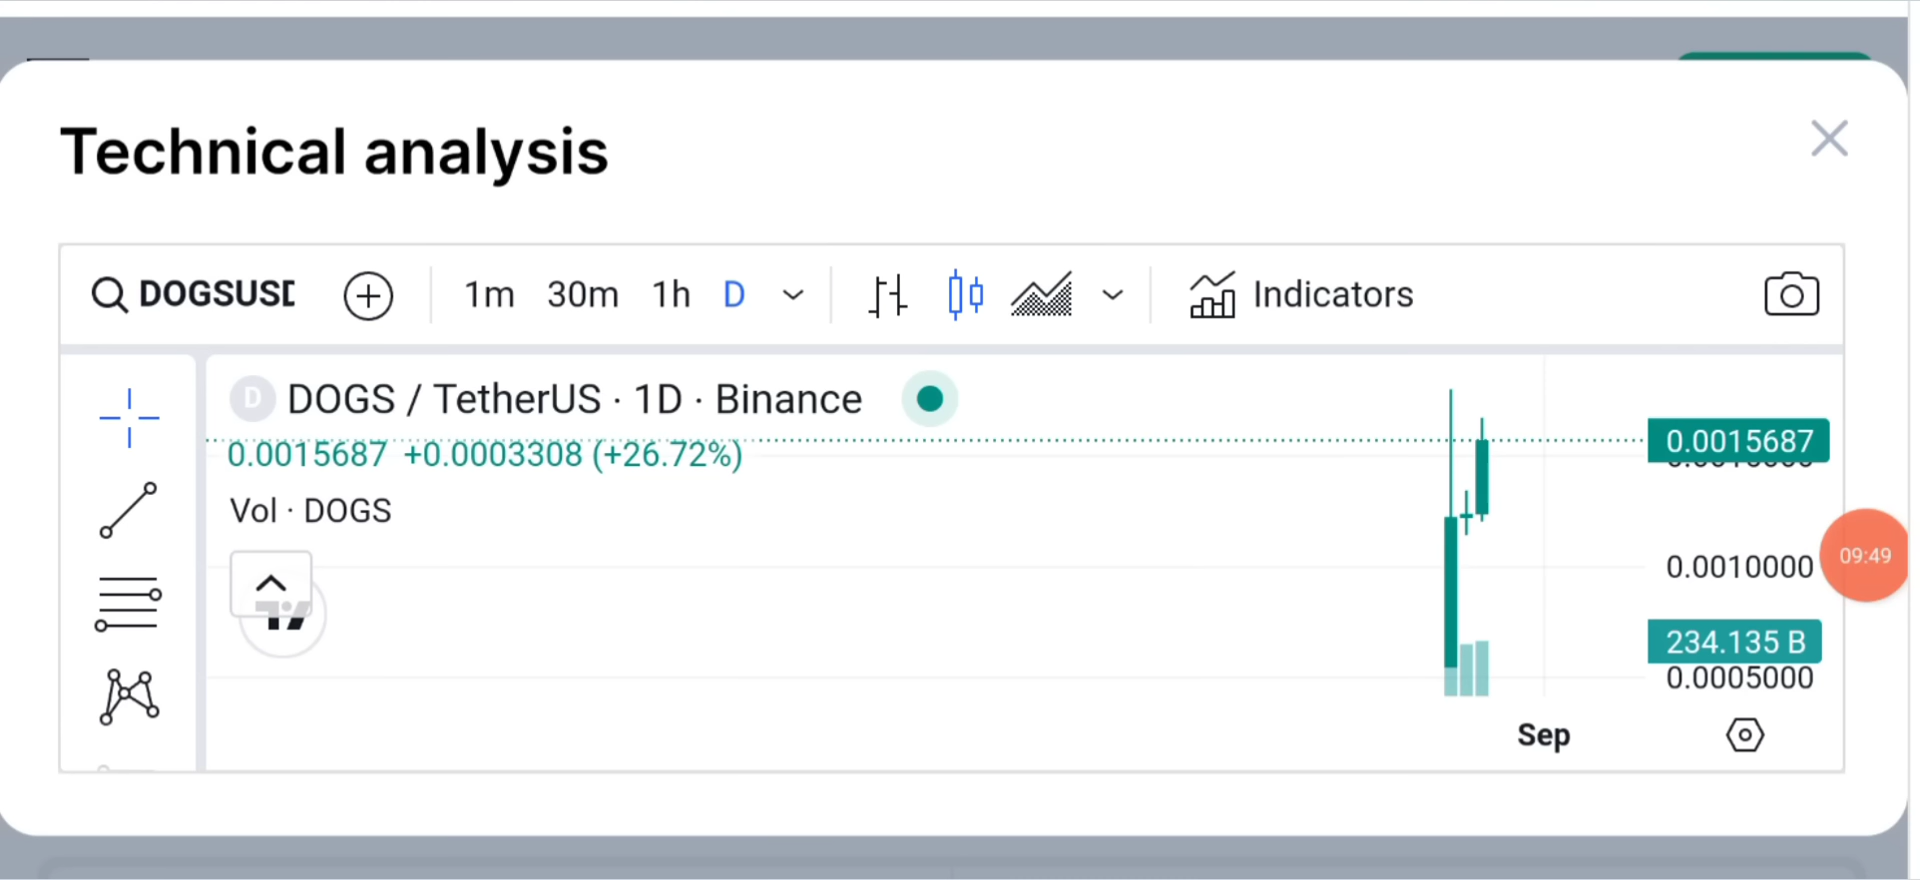 Technical analysis
DOGSUSD
1m 30m 1h D
Indicators
D DOGS / TetherUS · 1D · Binance
0.0015687 +0.0003308 (+26.72%)
Vol · DOGS
0.0015687
0.0010000
09:49
234.135 B
0.0005000
Sep